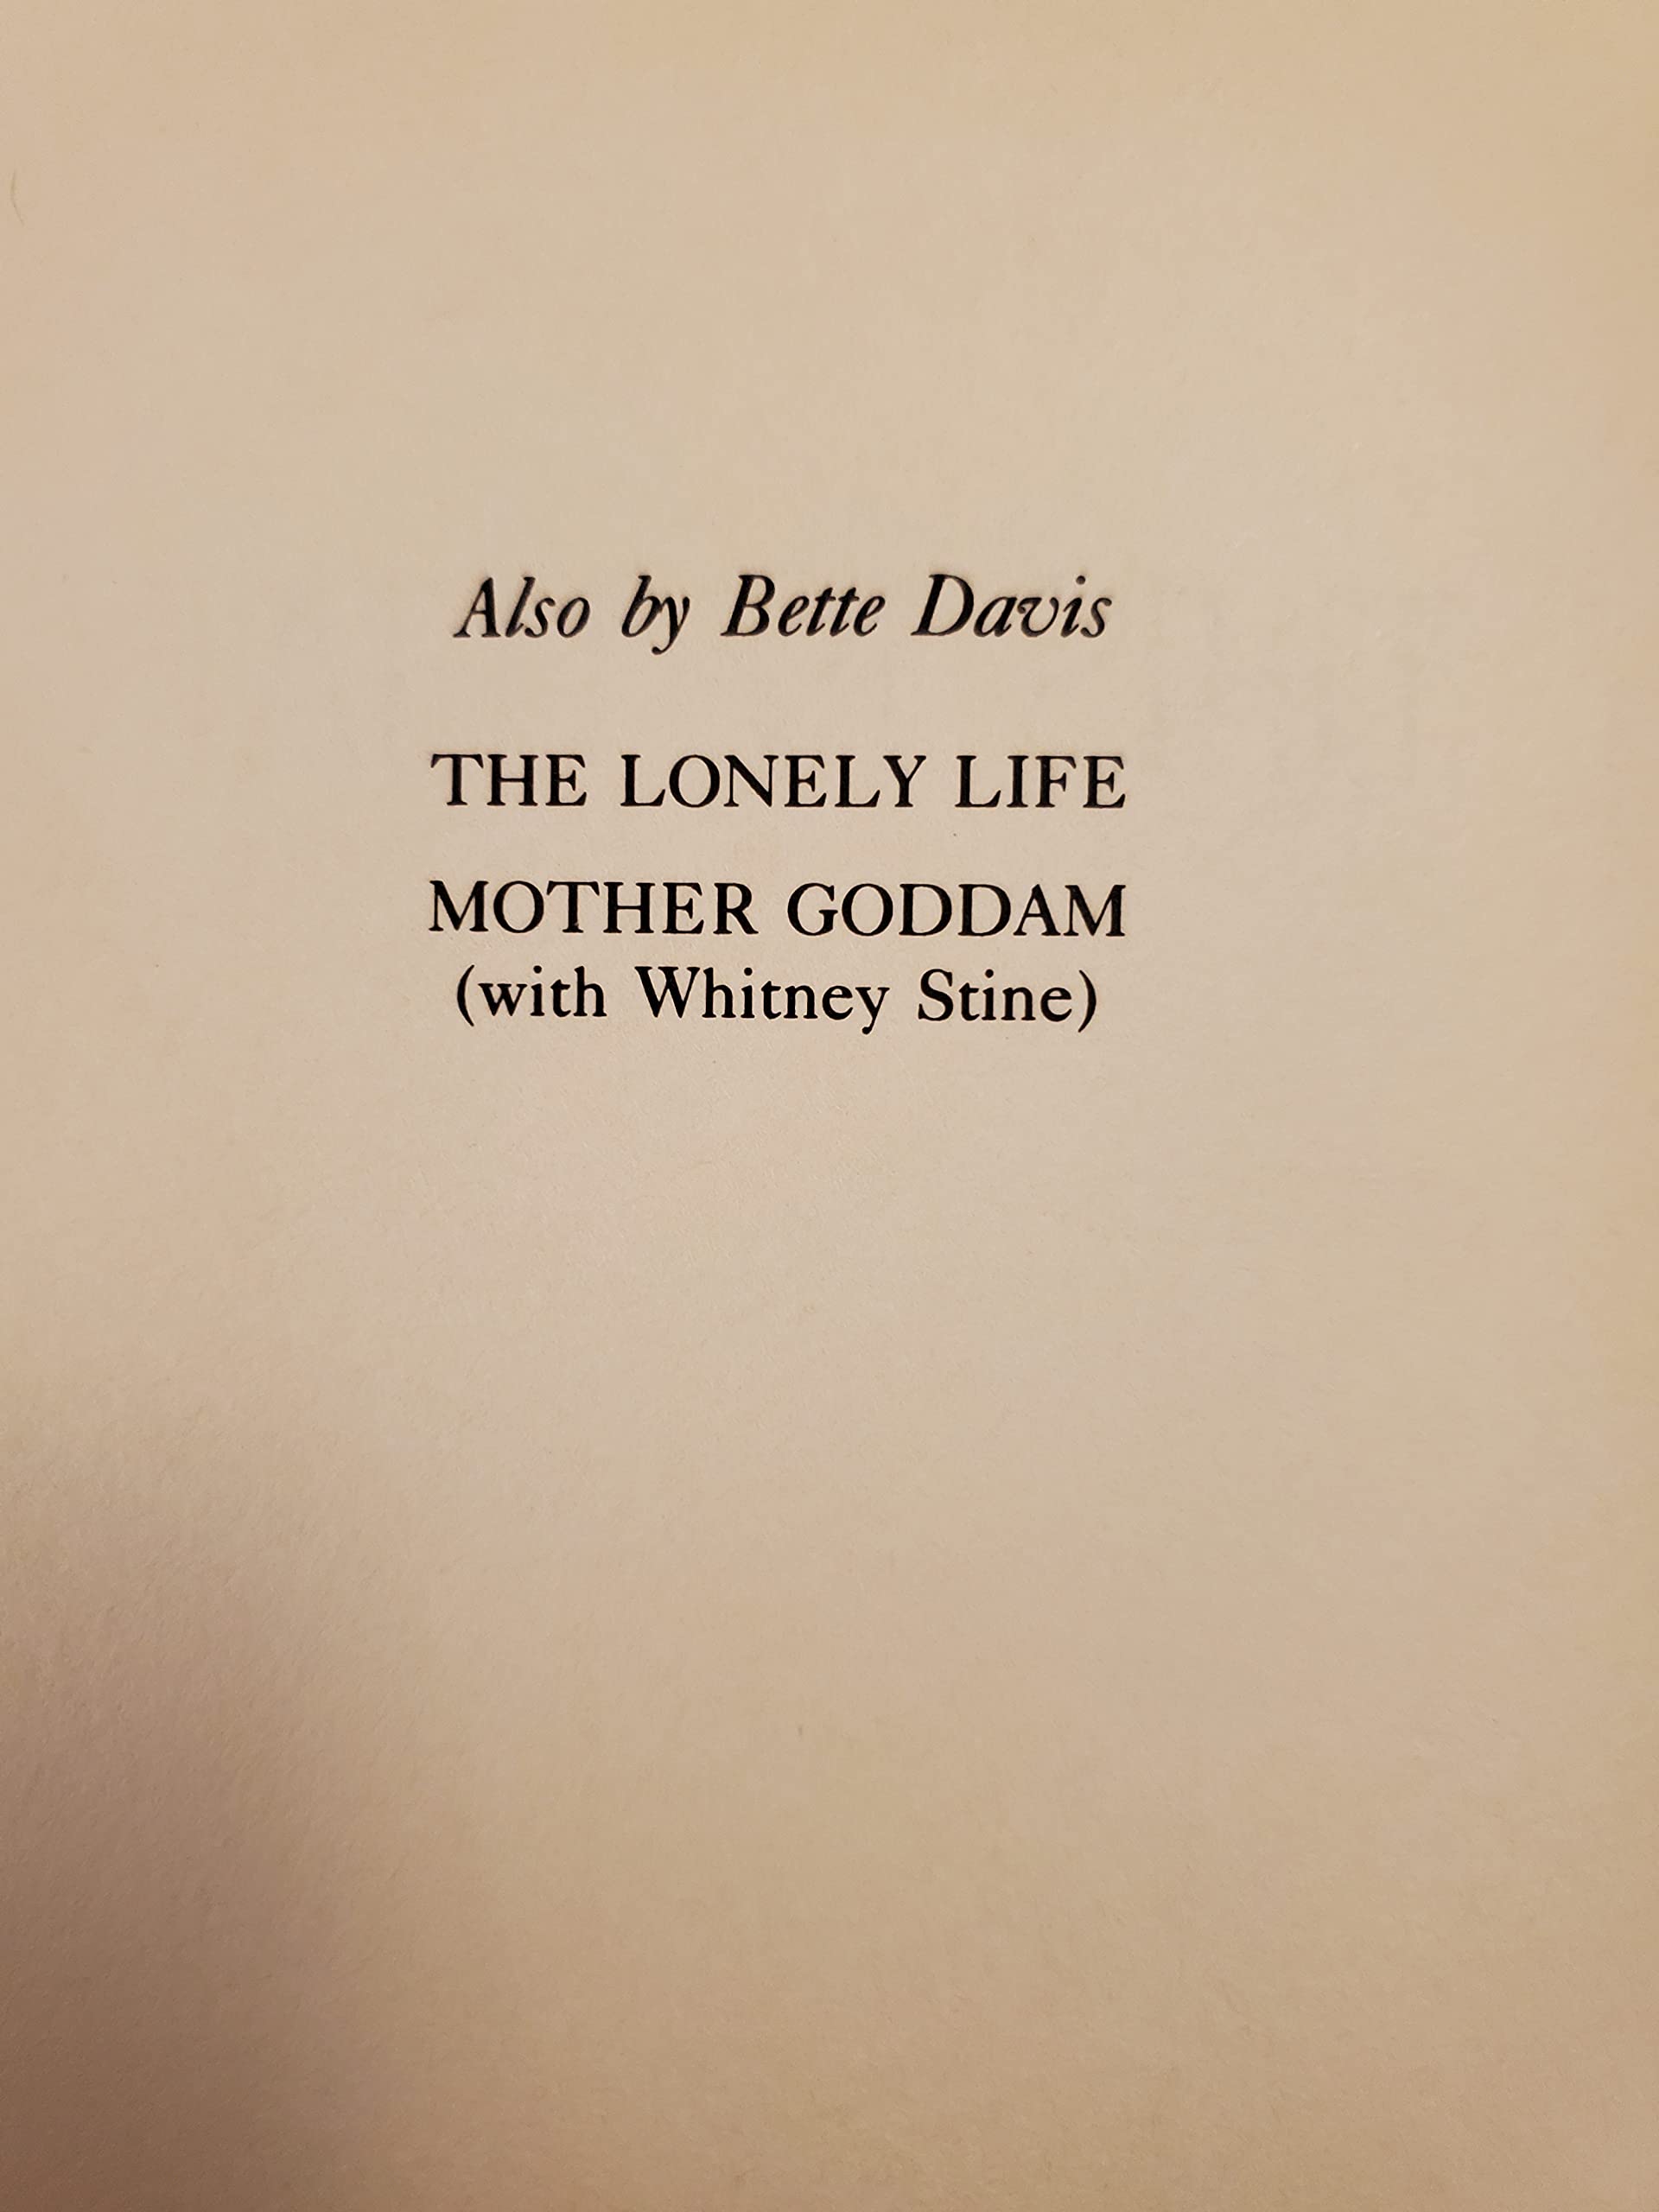 Also by Bette Davis
THE LONELY LIFE
MOTHER GODDAM
(with Whitney Stine)